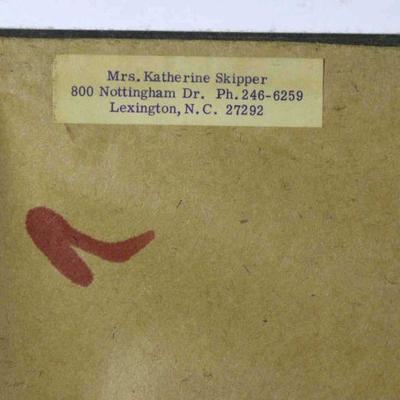 Mrs. Katherine Skipper
800 Nottingham Dr. Ph. 246-6259
Lexington, N. C. 27292